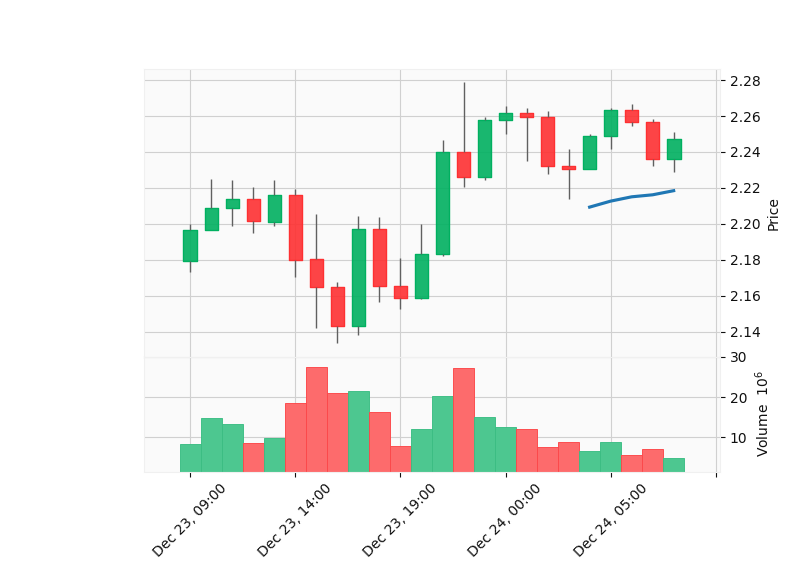 2.28
2.26
2.24
2.22
2.20
2.18
2.16
2.14
Price
30
20
10
Volume 10^6
Dec 23, 09:00
Dec 23, 14:00
Dec 23, 19:00
Dec 24, 00:00
Dec 24, 05:00